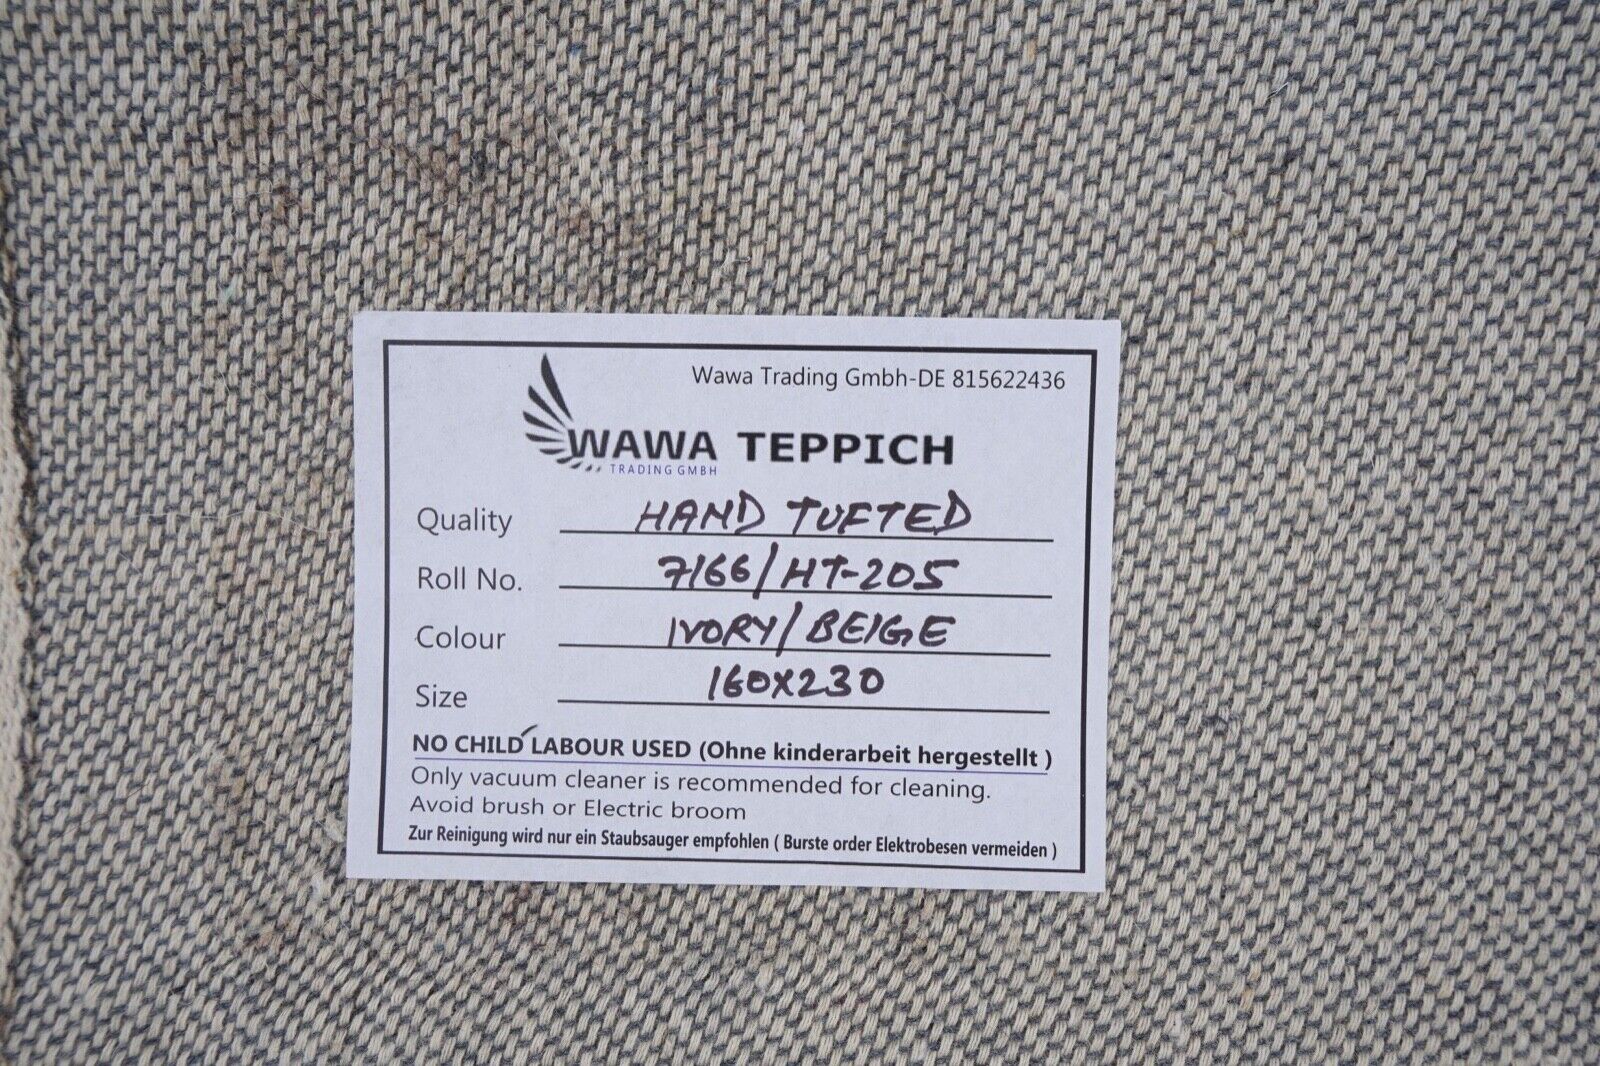 Wawa Trading Gmbh-DE 815622436
WAWA TEPPICH
TRADING GMBH
Quality HAND TUFTED
Roll No. 7166/HT-205
Colour IVORY/BEIGE
Size 160X230
NO CHILD LABOUR USED (Ohne kinderarbeit hergestellt )
Only vacuum cleaner is recommended for cleaning.
Avoid brush or Electric broom
Zur Reinigung wird nur ein Staubsauger empfohlen ( Burste order Elektrobesen vermeiden )